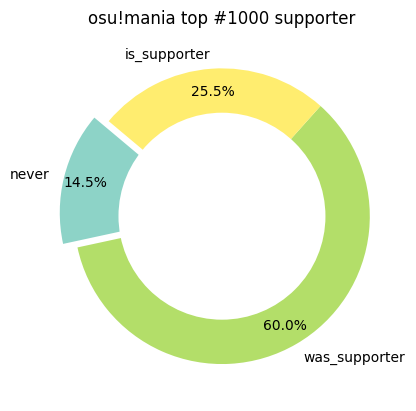 osu!mania top #1000 supporter
is_supporter
25.5%
never
14.5%
60.0%
was_supporter